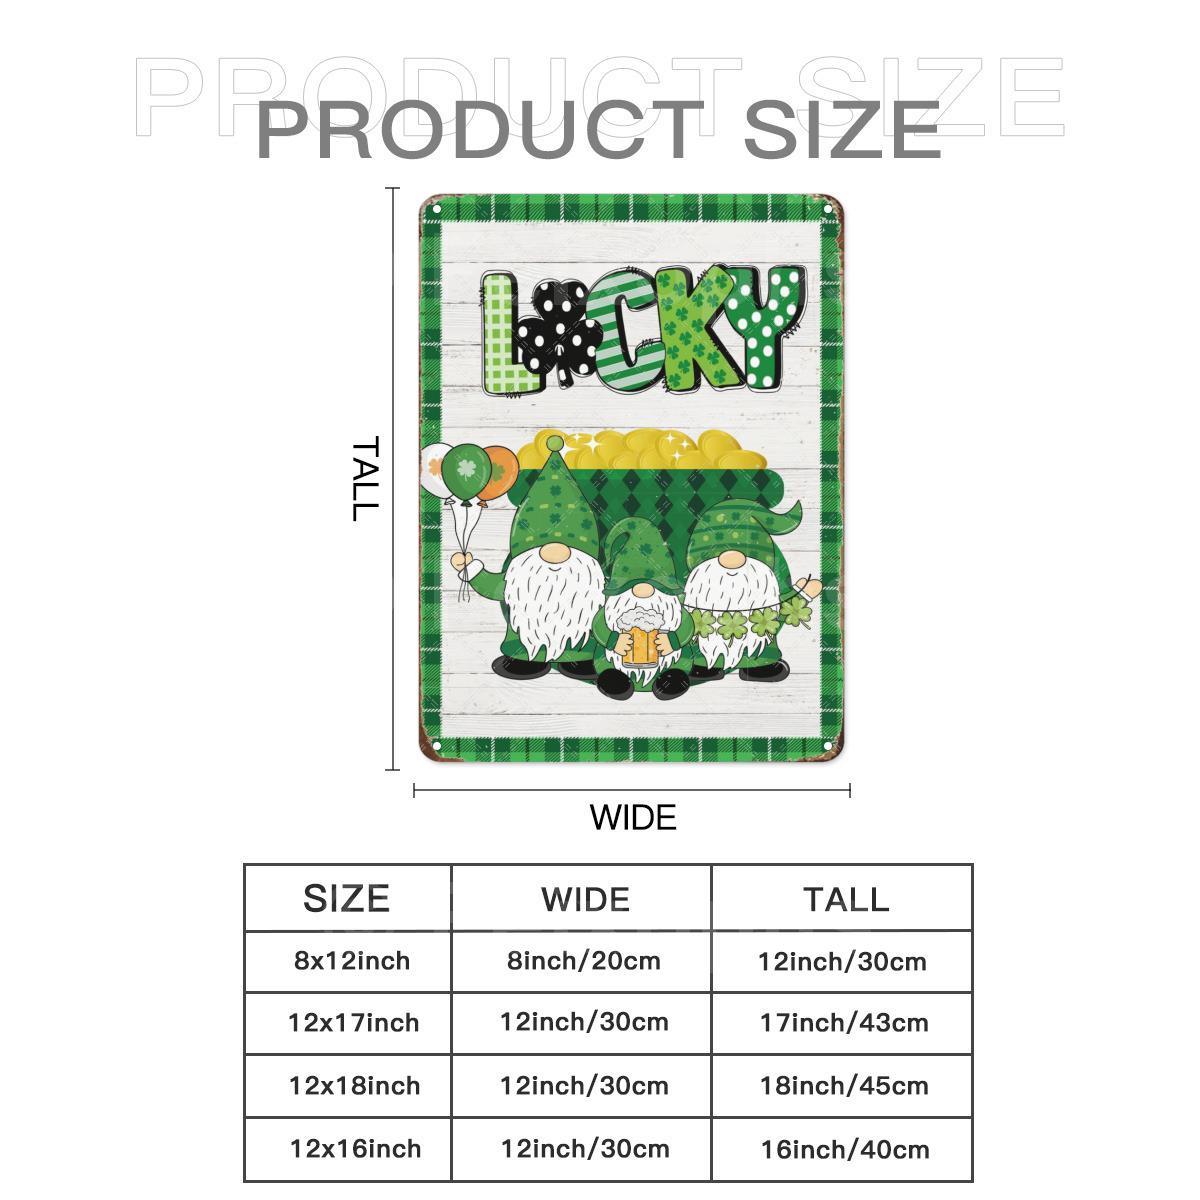 PRODUCT SIZE
PRODUCT SIZE
LUCKY
TALL
WIDE
SIZE WIDE TALL
8x12inch 8inch/20cm 12inch/30cm
12x17inch 12inch/30cm 17inch/43cm
12x18inch 12inch/30cm 18inch/45cm
12x16inch 12inch/30cm 16inch/40cm